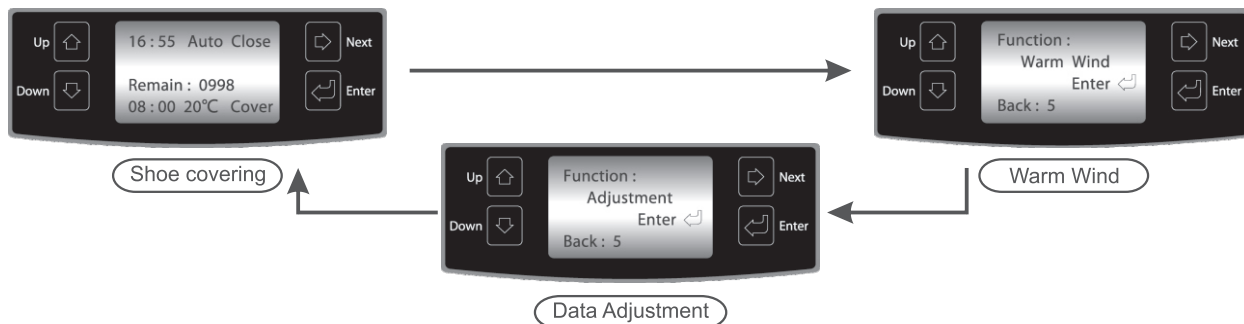 Up
Down
16:55 Auto Close
Remain: 0998
08:00 20℃ Cover
Next
Enter
Shoe covering
Up
Down
Function:
Warm Wind
Enter
Back: 5
Next
Enter
Warm Wind
Up
Down
Function:
Adjustment
Enter
Back: 5
Next
Enter
Data Adjustment